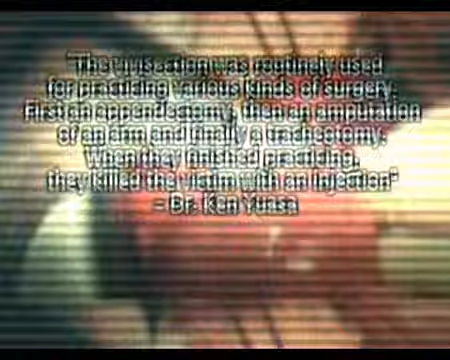 "The vivisection was routinely used
for practicing various kinds of surgery.
First an appendectomy, then an amputation
of an arm and finally a tracheotomy.
When they finished practicing,
they killed the victim with an injection"
- Dr. Ken Yuasa